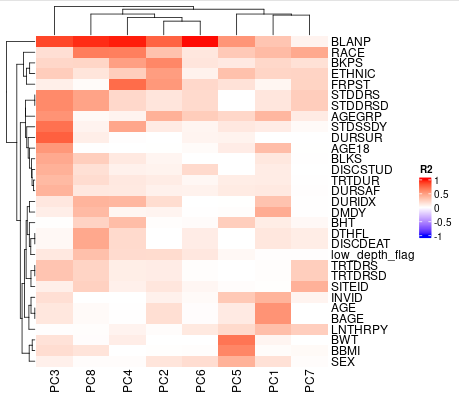 BLANP
RACE
BKPS
ETHNIC
FRPST
STDDRS
STDDRSD
AGEGRP
STDSSDY
DURSUR
AGE18
BLKS
DISCSTUD
TRTDUR
DURSAF
DURIDX
DMDY
BHT
DTHFL
DISCDEAT
low_depth_flag
TRTDRS
TRTDRSD
SITEID
INVID
AGE
BAGE
LNTHRPY
BWT
BBMI
SEX
R2
1
0.5
0
-0.5
-1
PC3
PC8
PC4
PC2
PC6
PC5
PC1
PC7